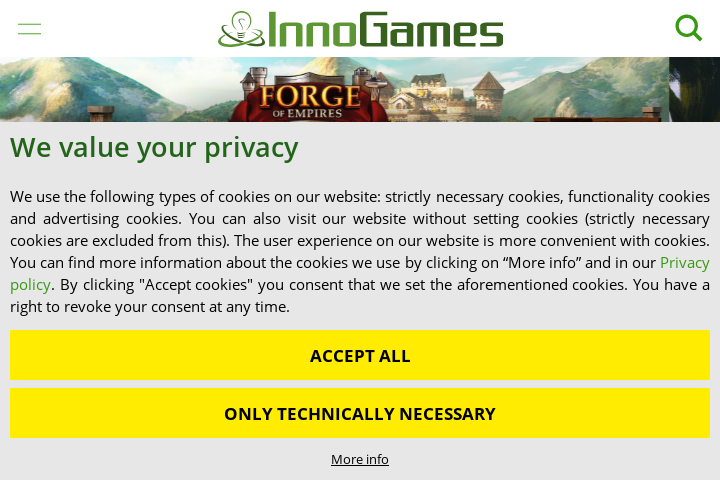 InnoGames
FORGE
OF EMPIRES
We value your privacy
We use the following types of cookies on our website: strictly necessary cookies, functionality cookies
and advertising cookies. You can also visit our website without setting cookies (strictly necessary
cookies are excluded from this). The user experience on our website is more convenient with cookies.
You can find more information about the cookies we use by clicking on “More info” and in our Privacy
policy. By clicking "Accept cookies" you consent that we set the aforementioned cookies. You have a
right to revoke your consent at any time.
ACCEPT ALL
ONLY TECHNICALLY NECESSARY
More info